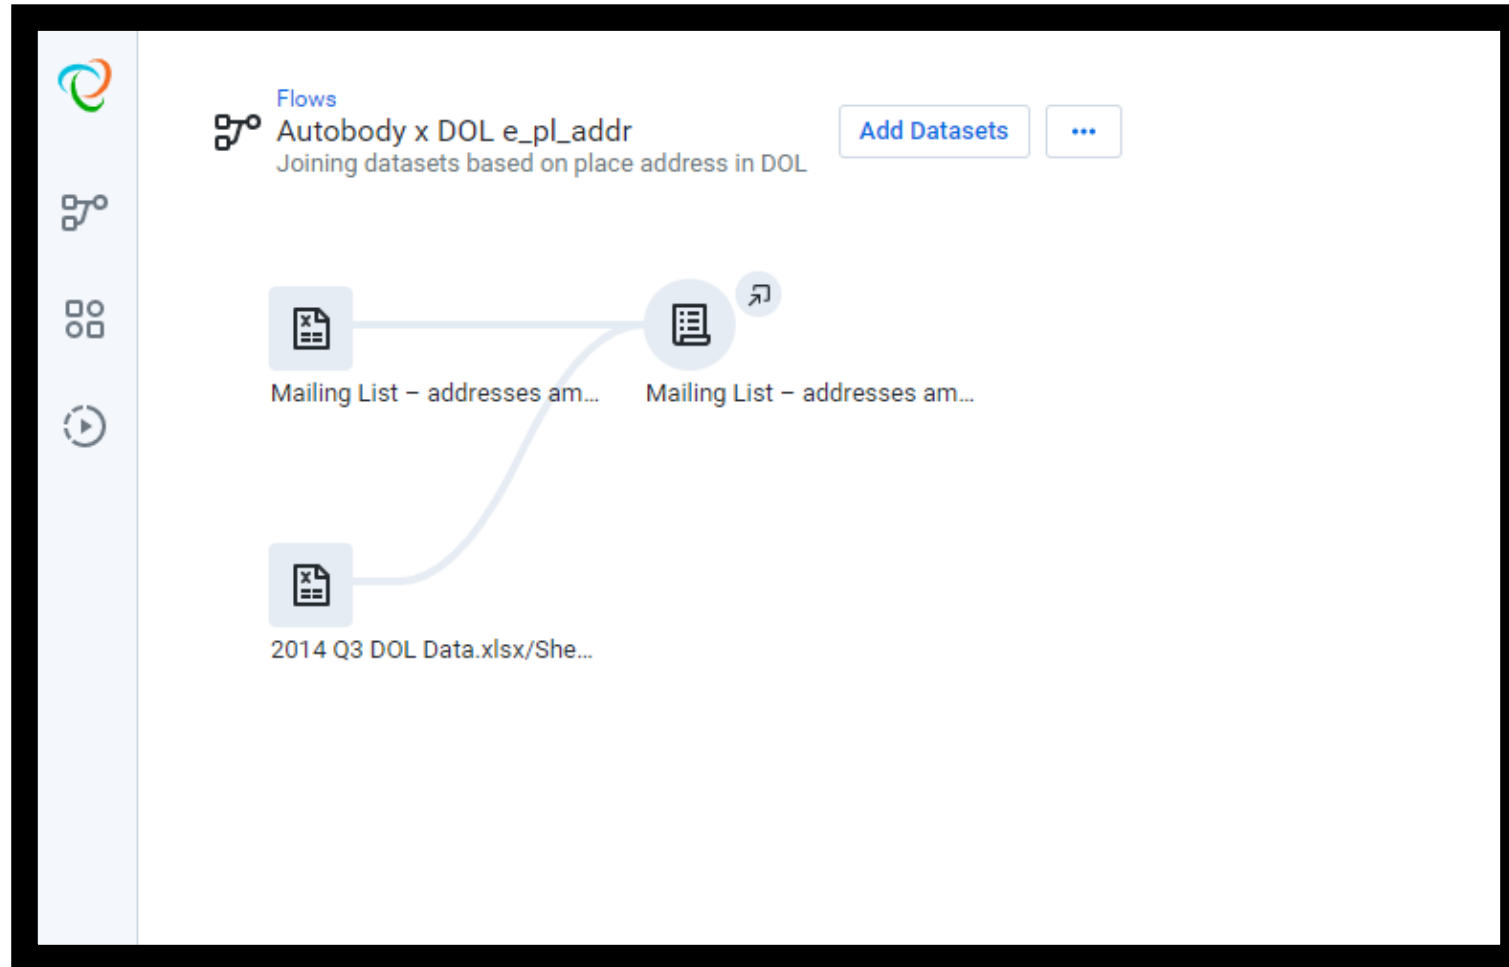 Flows
Autobody x DOL e_pl_addr
Joining datasets based on place address in DOL
Add Datasets
...
Mailing List – addresses am...
Mailing List – addresses am...
2014 Q3 DOL Data.xlsx/She...